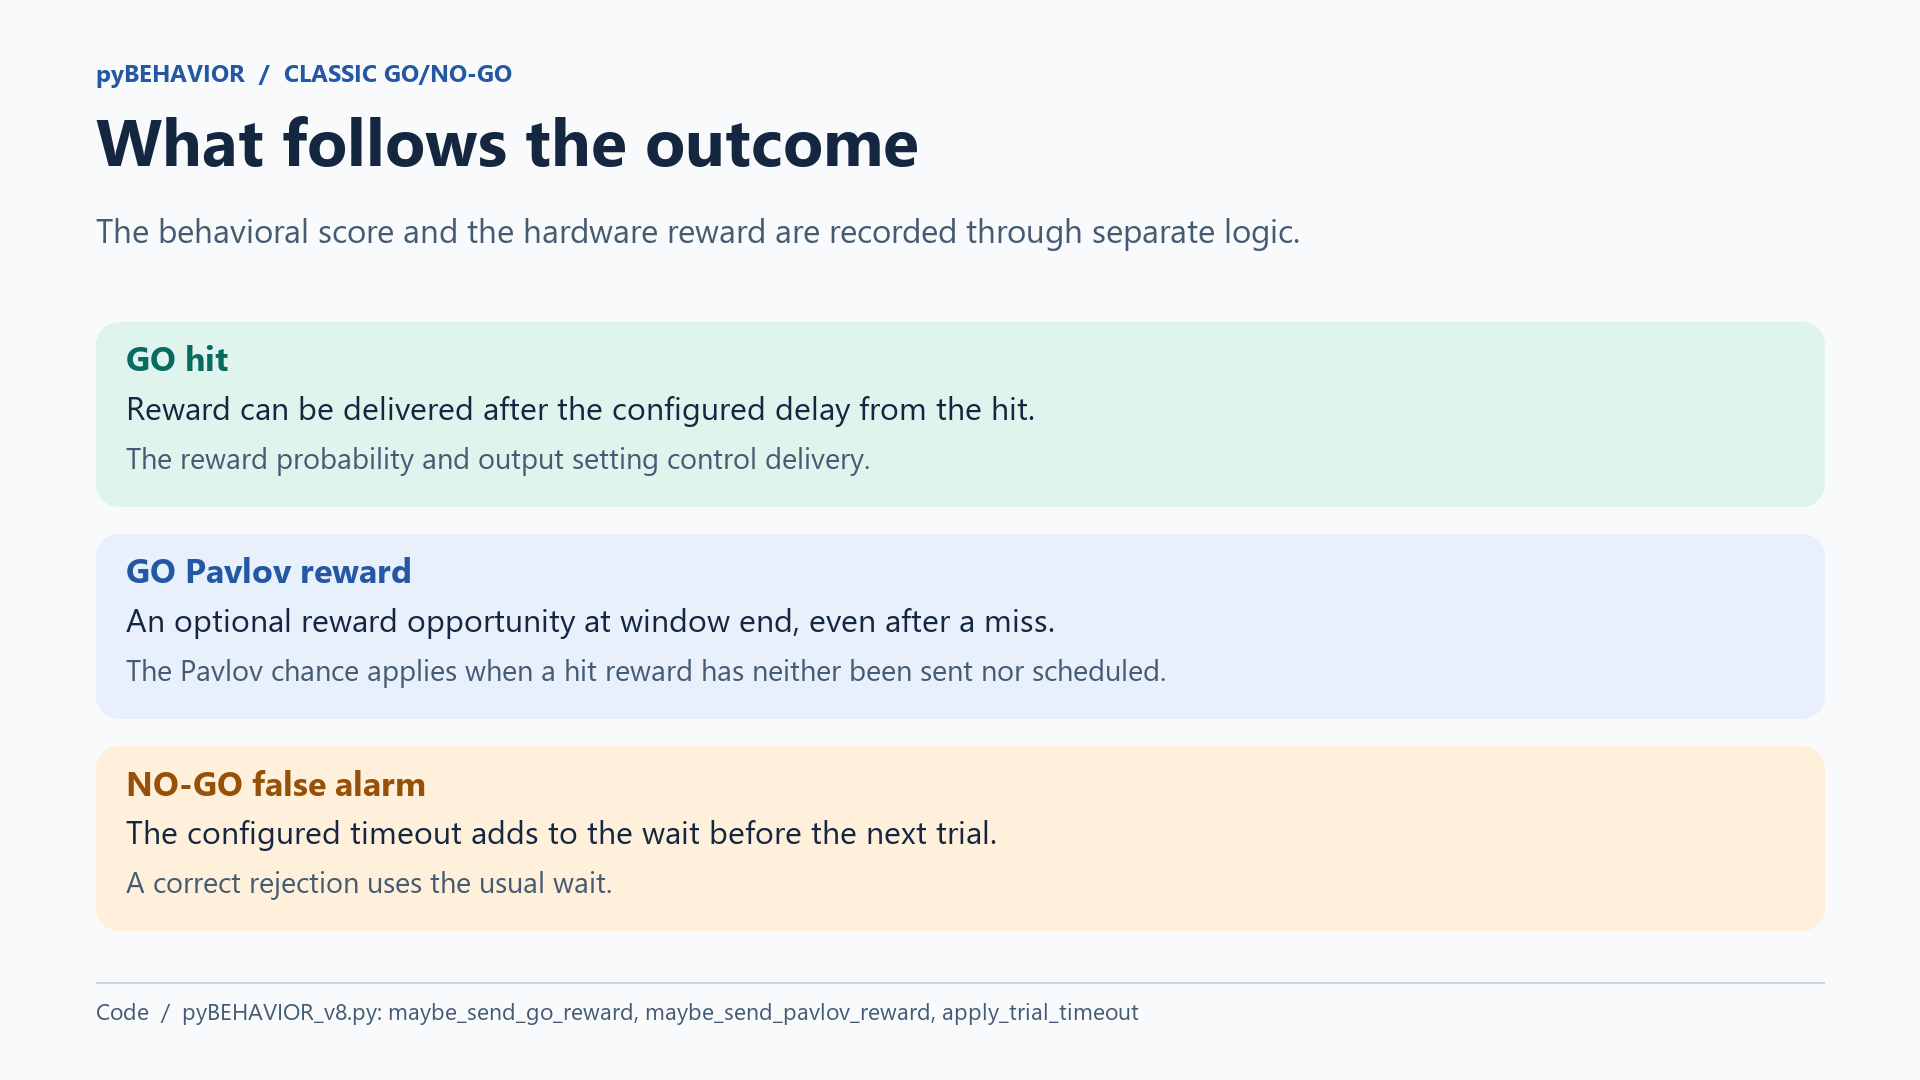 pyBEHAVIOR / CLASSIC GO/NO-GO
What follows the outcome
The behavioral score and the hardware reward are recorded through separate logic.
GO hit
Reward can be delivered after the configured delay from the hit.
The reward probability and output setting control delivery.
GO Pavlov reward
An optional reward opportunity at window end, even after a miss.
The Pavlov chance applies when a hit reward has neither been sent nor scheduled.
NO-GO false alarm
The configured timeout adds to the wait before the next trial.
A correct rejection uses the usual wait.
Code / pyBEHAVIOR_v8.py: maybe_send_go_reward, maybe_send_pavlov_reward, apply_trial_timeout